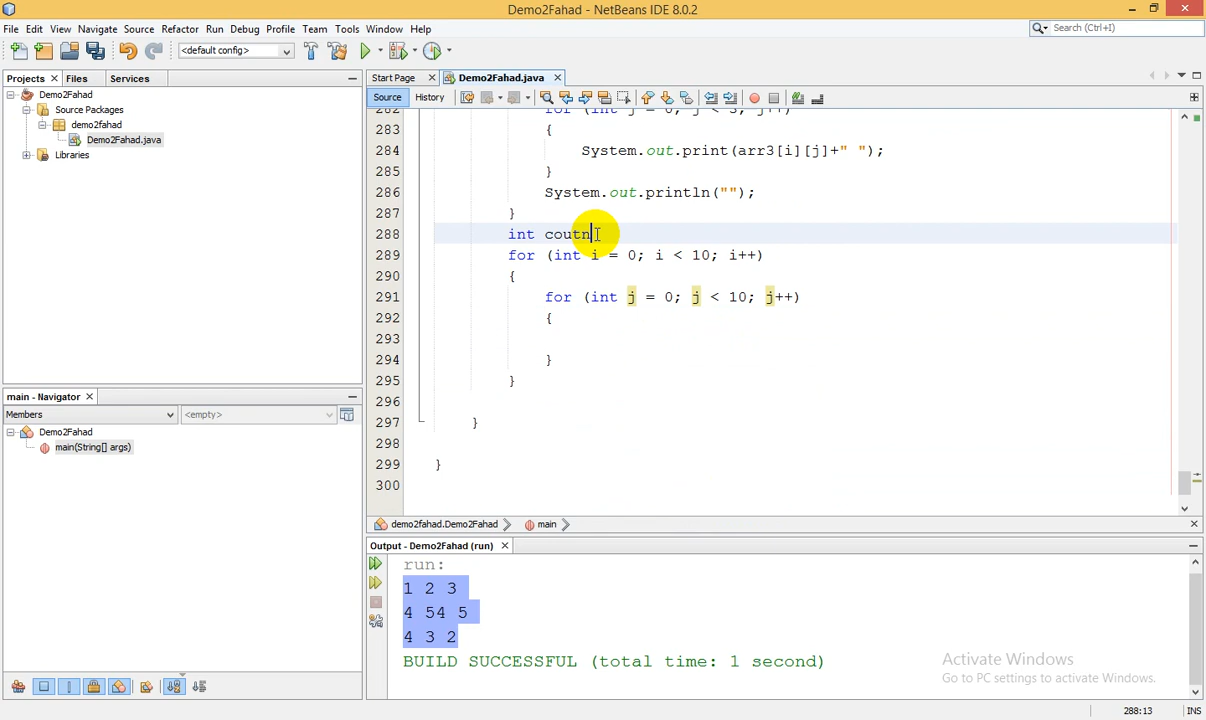 Demo2Fahad - NetBeans IDE 8.0.2
File Edit View Navigate Source Refactor Run Debug Profile Team Tools Window Help
Search (Ctrl+I)
<default config>
Projects Files Services
Start Page Demo2Fahad.java
Demo2Fahad
Source Packages
demo2fahad
Demo2Fahad.java
Libraries
Source History
282 for (int j = 0; j < 3; j++)
283 {
284 System.out.print(arr3[i][j]+" ");
285 }
286 System.out.println("");
287 }
288 int coutn
289 for (int i = 0; i < 10; i++)
290 {
291 for (int j = 0; j < 10; j++)
292 {
293
294 }
295 }
296
297 }
298
299 }
300
main - Navigator
Members <empty>
Demo2Fahad
main(String[] args)
demo2fahad.Demo2Fahad main
Output - Demo2Fahad (run)
run:
1 2 3
4 54 5
4 3 2
BUILD SUCCESSFUL (total time: 1 second)
Activate Windows
Go to PC settings to activate Windows.
288:13 INS